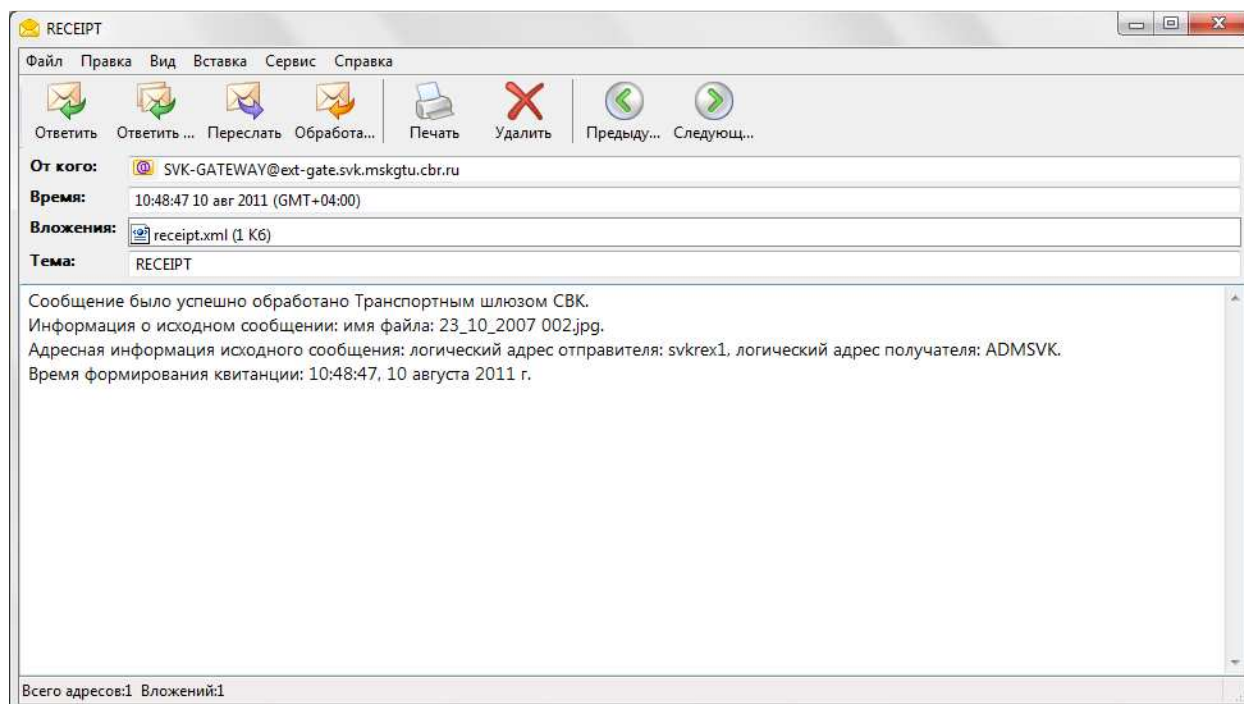 RECEIPT
Файл Правка Вид Вставка Сервис Справка
Ответить Ответить ... Переслать Обработа... Печать Удалить Предыду... Следующ...
От кого: SVK-GATEWAY@ext-gate.svk.mskgtu.cbr.ru
Время: 10:48:47 10 авг 2011 (GMT+04:00)
Вложения: receipt.xml (1 Кб)
Тема: RECEIPT
Сообщение было успешно обработано Транспортным шлюзом СВК.
Информация о исходном сообщении: имя файла: 23_10_2007 002.jpg.
Адресная информация исходного сообщения: логический адрес отправителя: svkrex1, логический адрес получателя: ADMSVK.
Время формирования квитанции: 10:48:47, 10 августа 2011 г.
Всего адресов:1 Вложений:1